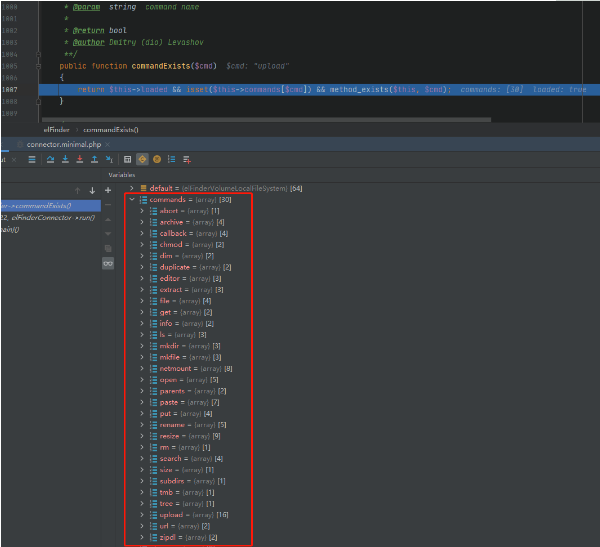 1000 * @param string command name
1001 *
1002 * @return bool
1003 * @author Dmitry (dio) Levashov
1004 **/
1005 public function commandExists($cmd) $cmd: "upload"
1006 {
1007 return $this->loaded && isset($this->commands[$cmd]) && method_exists($this, $cmd); commands: [30] loaded: true
1008 }
1009
elFinder › commandExists()
connector.minimal.php ×
ut ×
Variables
default = {elFinderVolumeLocalFileSystem} [64]
er->commandExists()
commands = {array} [30]
22, elFinderConnector->run()
abort = {array} [1]
archive = {array} [4]
main}()
callback = {array} [4]
chmod = {array} [2]
dim = {array} [2]
duplicate = {array} [2]
editor = {array} [3]
extract = {array} [3]
file = {array} [4]
get = {array} [2]
info = {array} [2]
ls = {array} [3]
mkdir = {array} [3]
mkfile = {array} [3]
netmount = {array} [8]
open = {array} [5]
parents = {array} [2]
paste = {array} [7]
put = {array} [4]
rename = {array} [5]
resize = {array} [9]
rm = {array} [1]
search = {array} [4]
size = {array} [1]
subdirs = {array} [1]
tmb = {array} [1]
tree = {array} [1]
upload = {array} [16]
url = {array} [2]
zipdl = {array} [2]